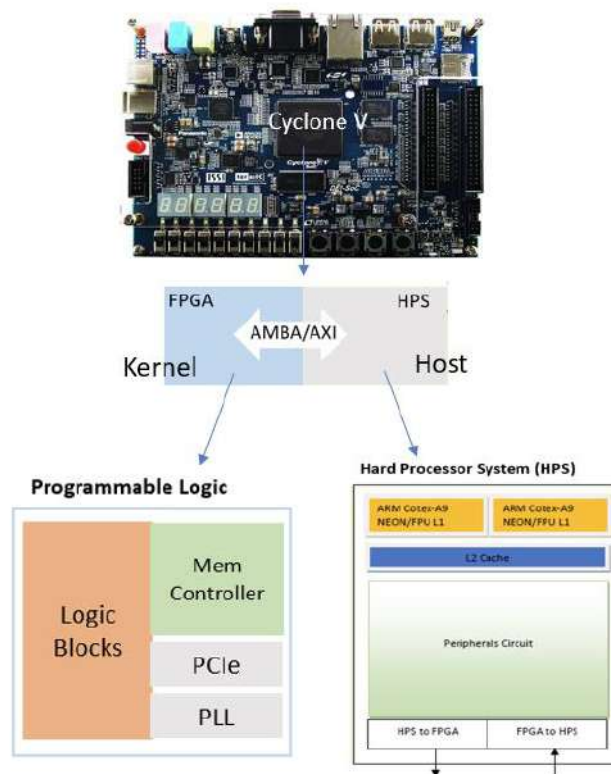 Cyclone V
Cyclone V
FPGA
HPS
AMBA/AXI
Kernel
Host
Programmable Logic
Logic
Blocks
Mem
Controller
PCIe
PLL
Hard Processor System (HPS)
ARM Cotex-A9
NEON/FPU L1
ARM Cotex-A9
NEON/FPU L1
L2 Cache
Peripherals Circuit
HPS to FPGA
FPGA to HPS